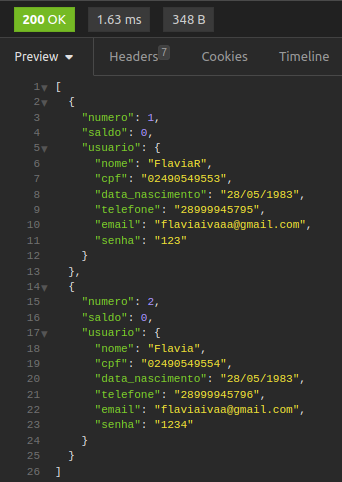 200 OK 1.63 ms 348 B
Preview Headers 7 Cookies Timeline
1 [
2 {
3 "numero": 1,
4 "saldo": 0,
5 "usuario": {
6 "nome": "FlaviaR",
7 "cpf": "02490549553",
8 "data_nascimento": "28/05/1983",
9 "telefone": "28999945795",
10 "email": "flaviaivaaa@gmail.com",
11 "senha": "123"
12 }
13 },
14 {
15 "numero": 2,
16 "saldo": 0,
17 "usuario": {
18 "nome": "Flavia",
19 "cpf": "02490549554",
20 "data_nascimento": "28/05/1983",
21 "telefone": "28999945796",
22 "email": "flaviaivaa@gmail.com",
23 "senha": "1234"
24 }
25 }
26 ]